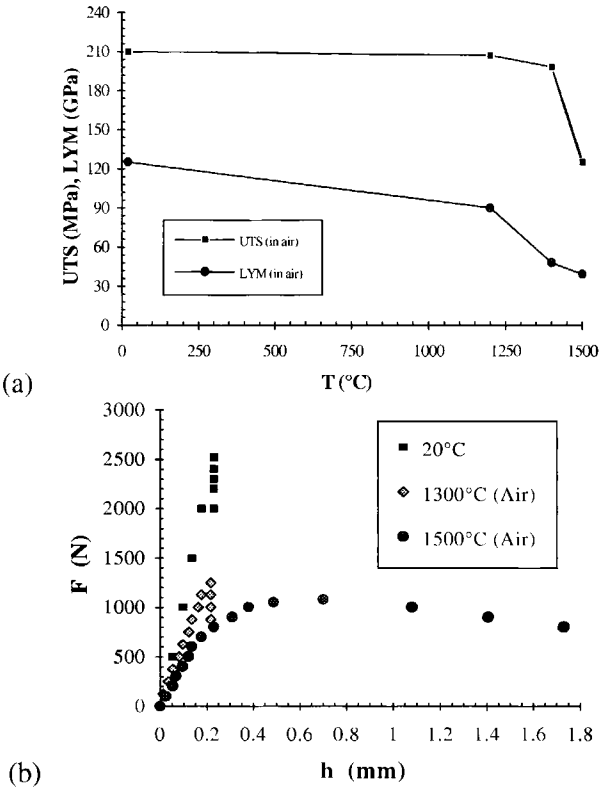 UTS (MPa), LYM (GPa)
240
210
180
150
120
90
60
30
0
UTS (in air)
LYM (in air)
0 250 500 750 1000 1250 1500
T (°C)
(a)
F (N)
3000
2500
2000
1500
1000
500
0
20°C
1300°C (Air)
1500°C (Air)
0 0.2 0.4 0.6 0.8 1 1.2 1.4 1.6 1.8
h (mm)
(b)